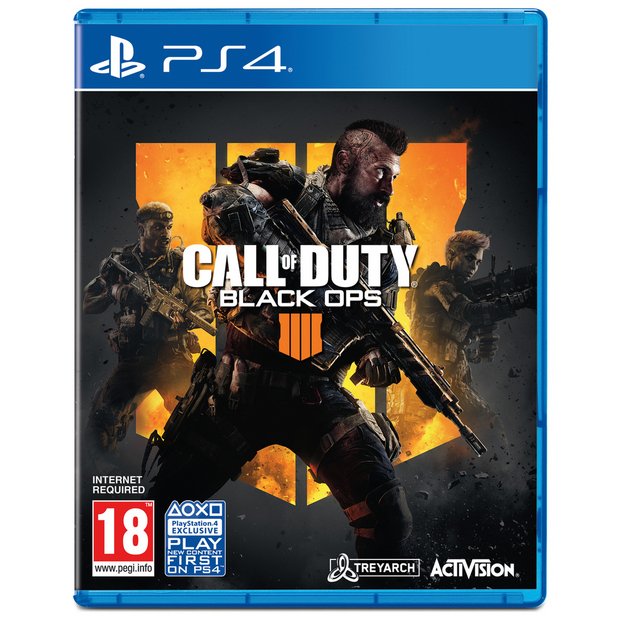 PS4
CALL OF DUTY
BLACK OPS
IIII
INTERNET
REQUIRED
18
www.pegi.info
PlayStation.4
EXCLUSIVE
PLAY
NEW CONTENT
FIRST
ON PS4™
TREYARCH
ACTIVISION®